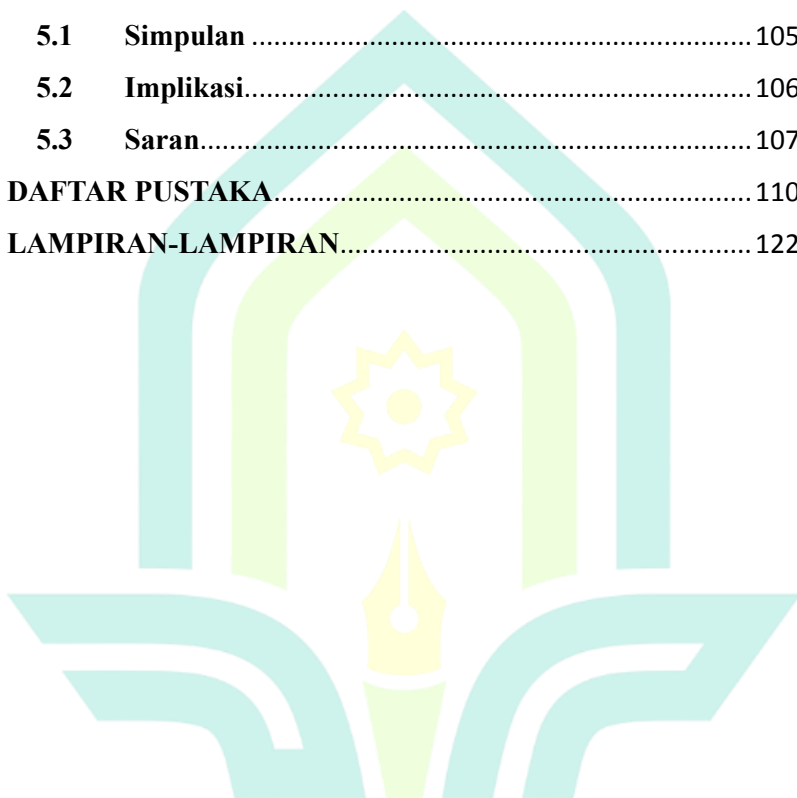 5.1 Simpulan ........................................................................ 105
5.2 Implikasi......................................................................... 106
5.3 Saran............................................................................... 107
DAFTAR PUSTAKA..................................................................... 110
LAMPIRAN-LAMPIRAN........................................................... 122